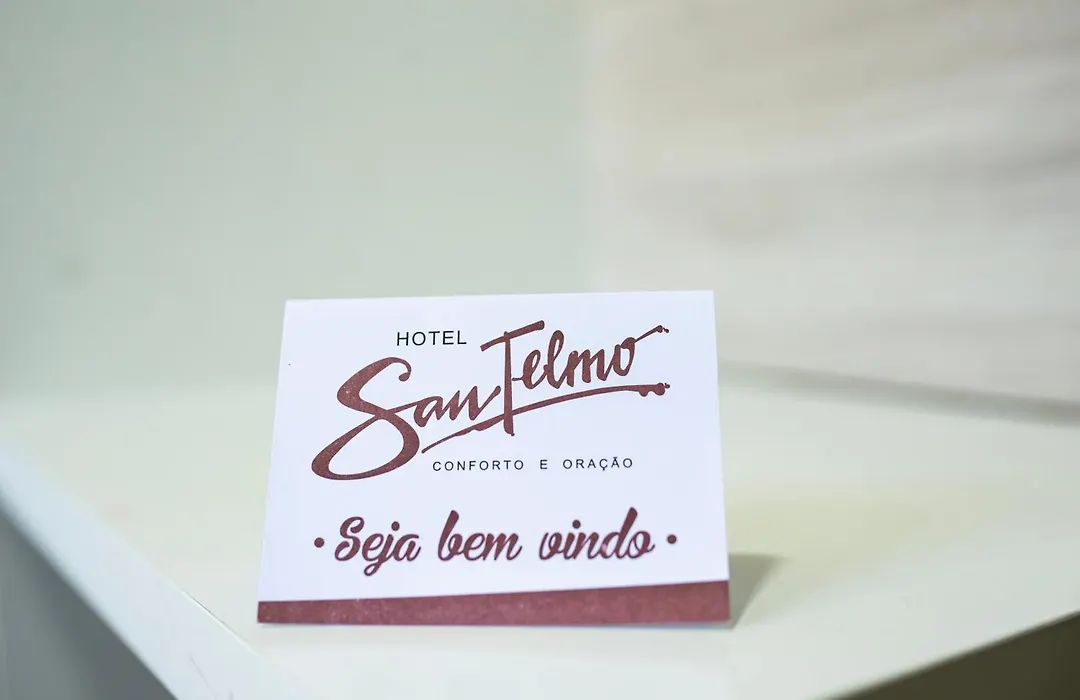 HOTEL
San Telmo
CONFORTO E ORAÇÃO
• Seja bem vindo •